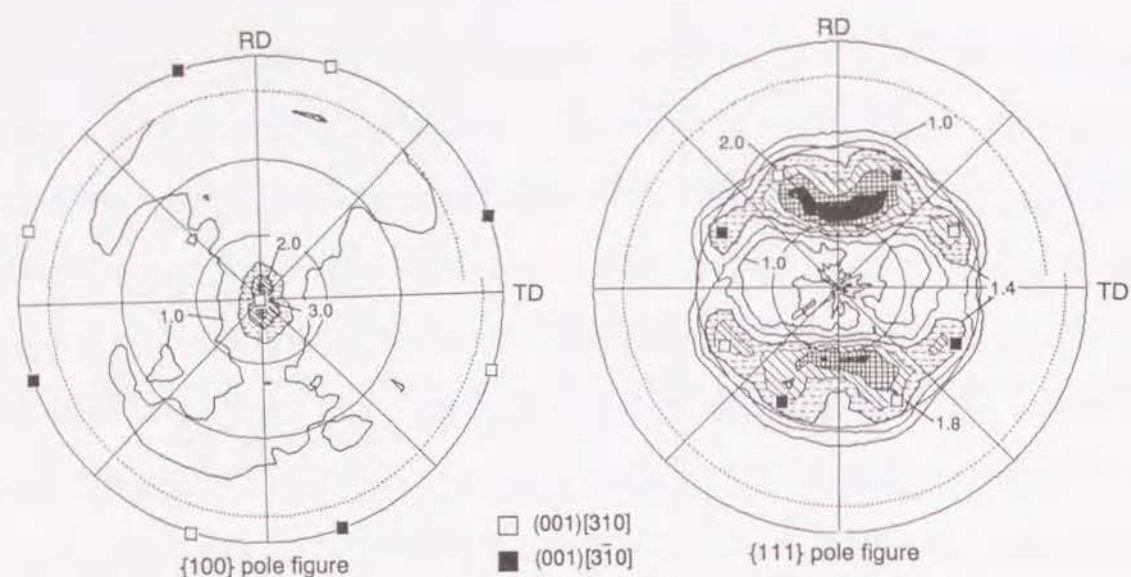 RD
2.0
3.0
1.0
TD
{100} pole figure
RD
1.0
2.0
1.0
1.4
TD
1.8
{111} pole figure
(001)[310]
(001)[31̄0]